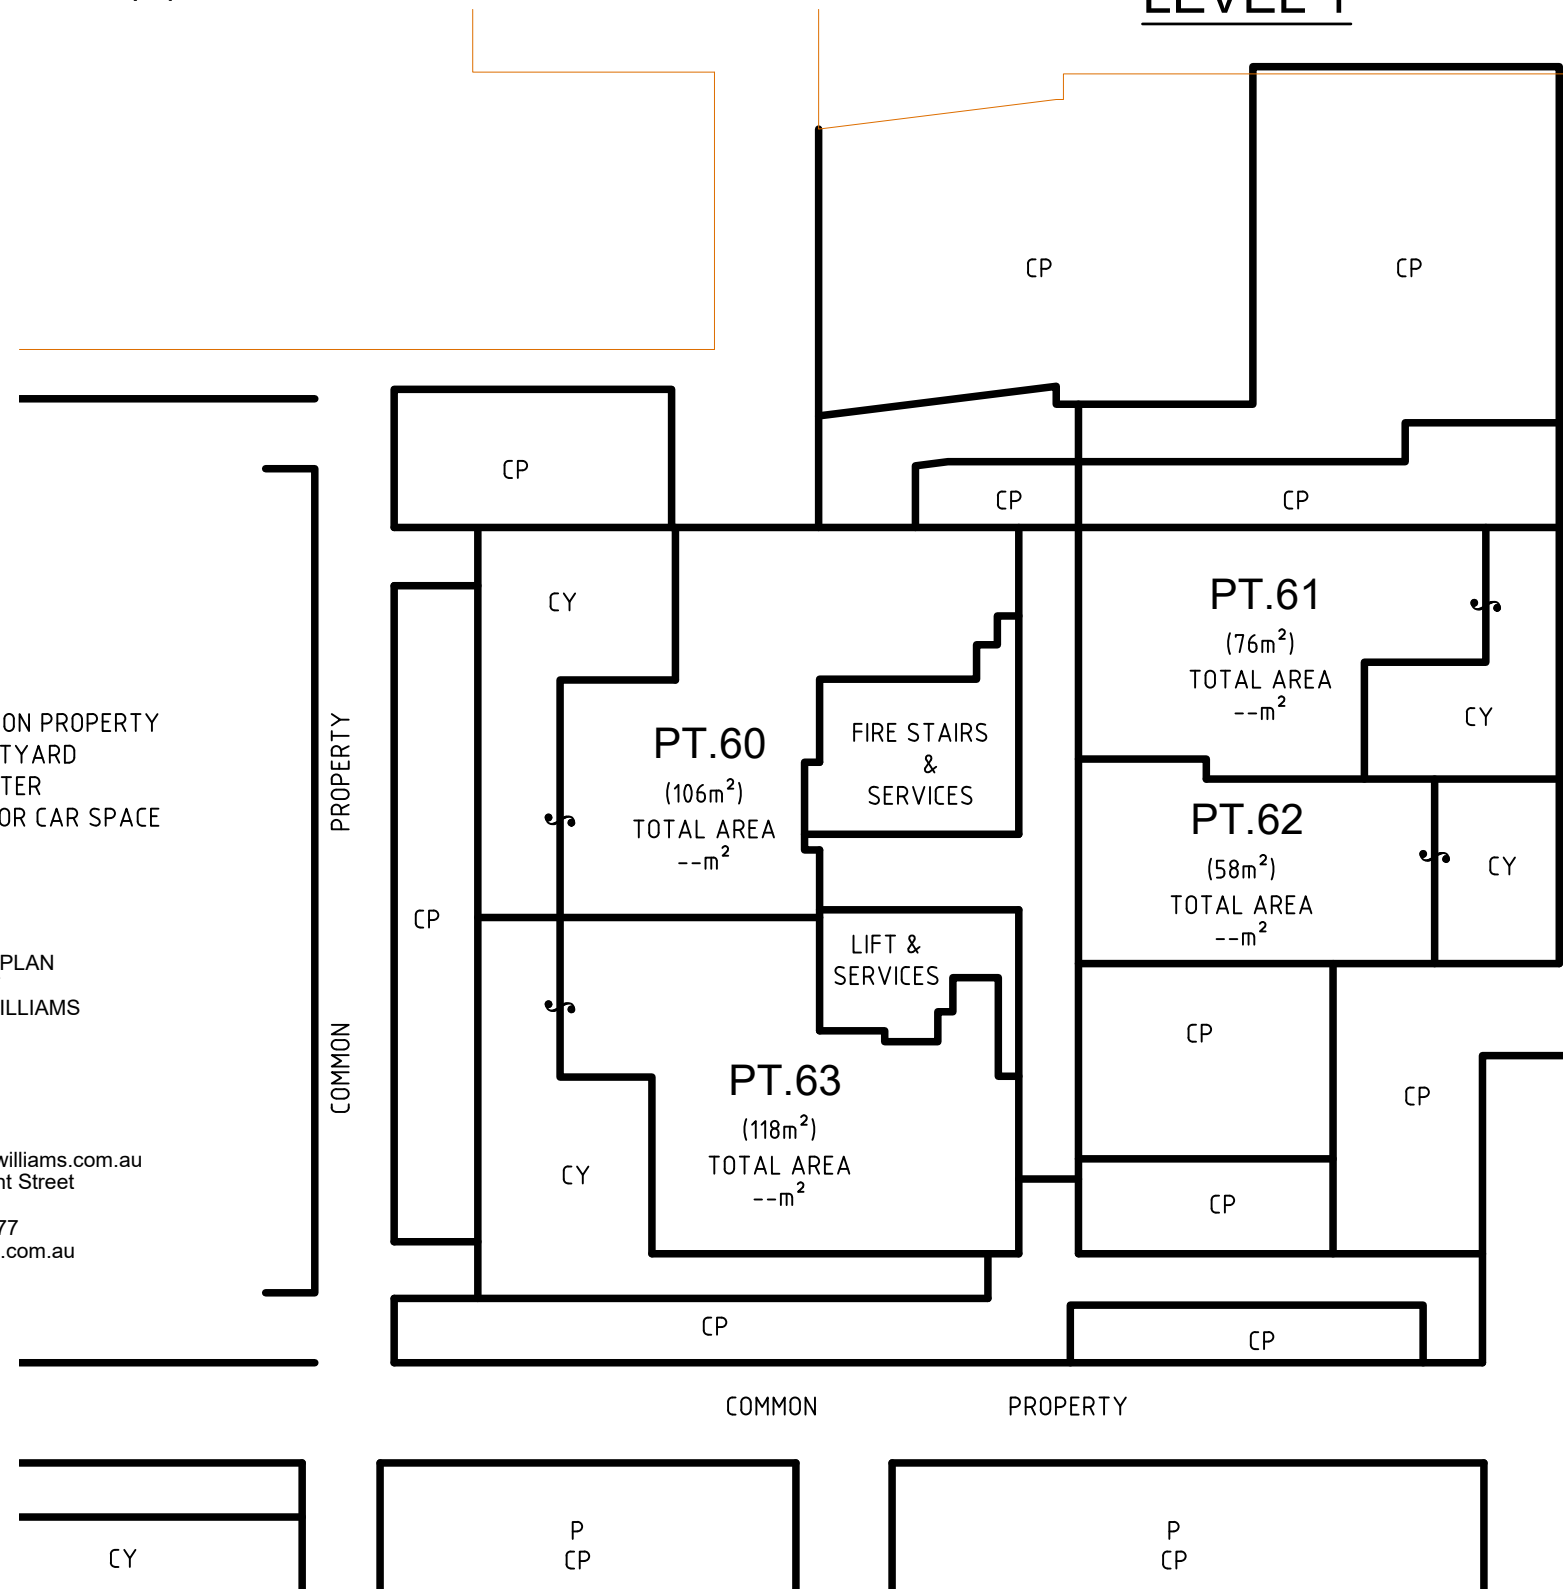 LEVEL 1
CP
CP
CP
CP
CP
CY
PT.61
(76m²)
TOTAL AREA
--m²
CY
PT.60
(106m²)
TOTAL AREA
--m²
FIRE STAIRS
&
SERVICES
PT.62
(58m²)
TOTAL AREA
--m²
CY
ON PROPERTY
TYARD
TER
OR CAR SPACE
COMMON PROPERTY
CP
PLAN
ILLIAMS
LIFT &
SERVICES
CP
CP
PT.63
(118m²)
TOTAL AREA
--m²
CY
CP
williams.com.au
nt Street
77
.com.au
CP
CP
COMMON PROPERTY
CY
P
CP
P
CP